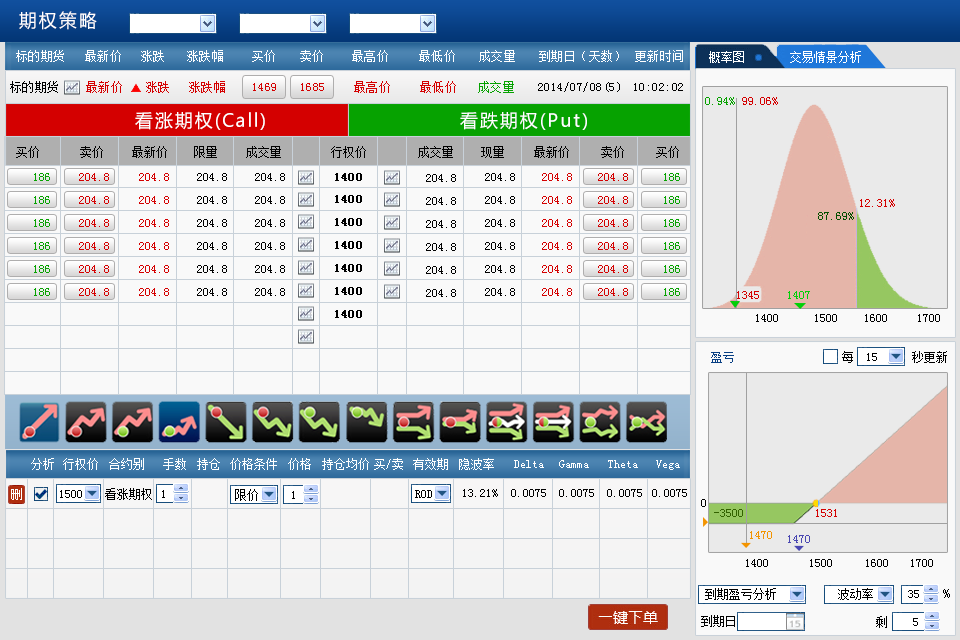 期权策略
标的期货 最新价 涨跌 涨跌幅 买价 卖价 最高价 最低价 成交量 到期日（天数） 更新时间
标的期货 最新价 ▲涨跌 涨跌幅 1469 1685 最高价 最低价 成交量 2014/07/08(5) 10:02:02
看涨期权(Call) 看跌期权(Put)
买价 卖价 最新价 限量 成交量 行权价 成交量 现量 最新价 卖价 买价
186 204.8 204.8 204.8 204.8 1400 204.8 204.8 204.8 204.8 186
186 204.8 204.8 204.8 204.8 1400 204.8 204.8 204.8 204.8 186
186 204.8 204.8 204.8 204.8 1400 204.8 204.8 204.8 204.8 186
186 204.8 204.8 204.8 204.8 1400 204.8 204.8 204.8 204.8 186
186 204.8 204.8 204.8 204.8 1400 204.8 204.8 204.8 204.8 186
186 204.8 204.8 204.8 204.8 1400 204.8 204.8 204.8 204.8 186
1400
分析 行权价 合约别 手数 持仓 价格条件 价格 持仓均价 买/卖 有效期 隐波率 Delta Gamma Theta Vega
删 1500 看涨期权 1 限价 1 ROD 13.21% 0.0075 0.0075 0.0075 0.0075
一键下单
概率图 交易情景分析
0.94% 99.06%
12.31%
87.69%
1345 1407
1400 1500 1600 1700
盈亏 每 15 秒更新
0
-3500 1531
1470 1470
1400 1500 1600 1700
到期盈亏分析 波动率 35 %
到期日 15 剩 5